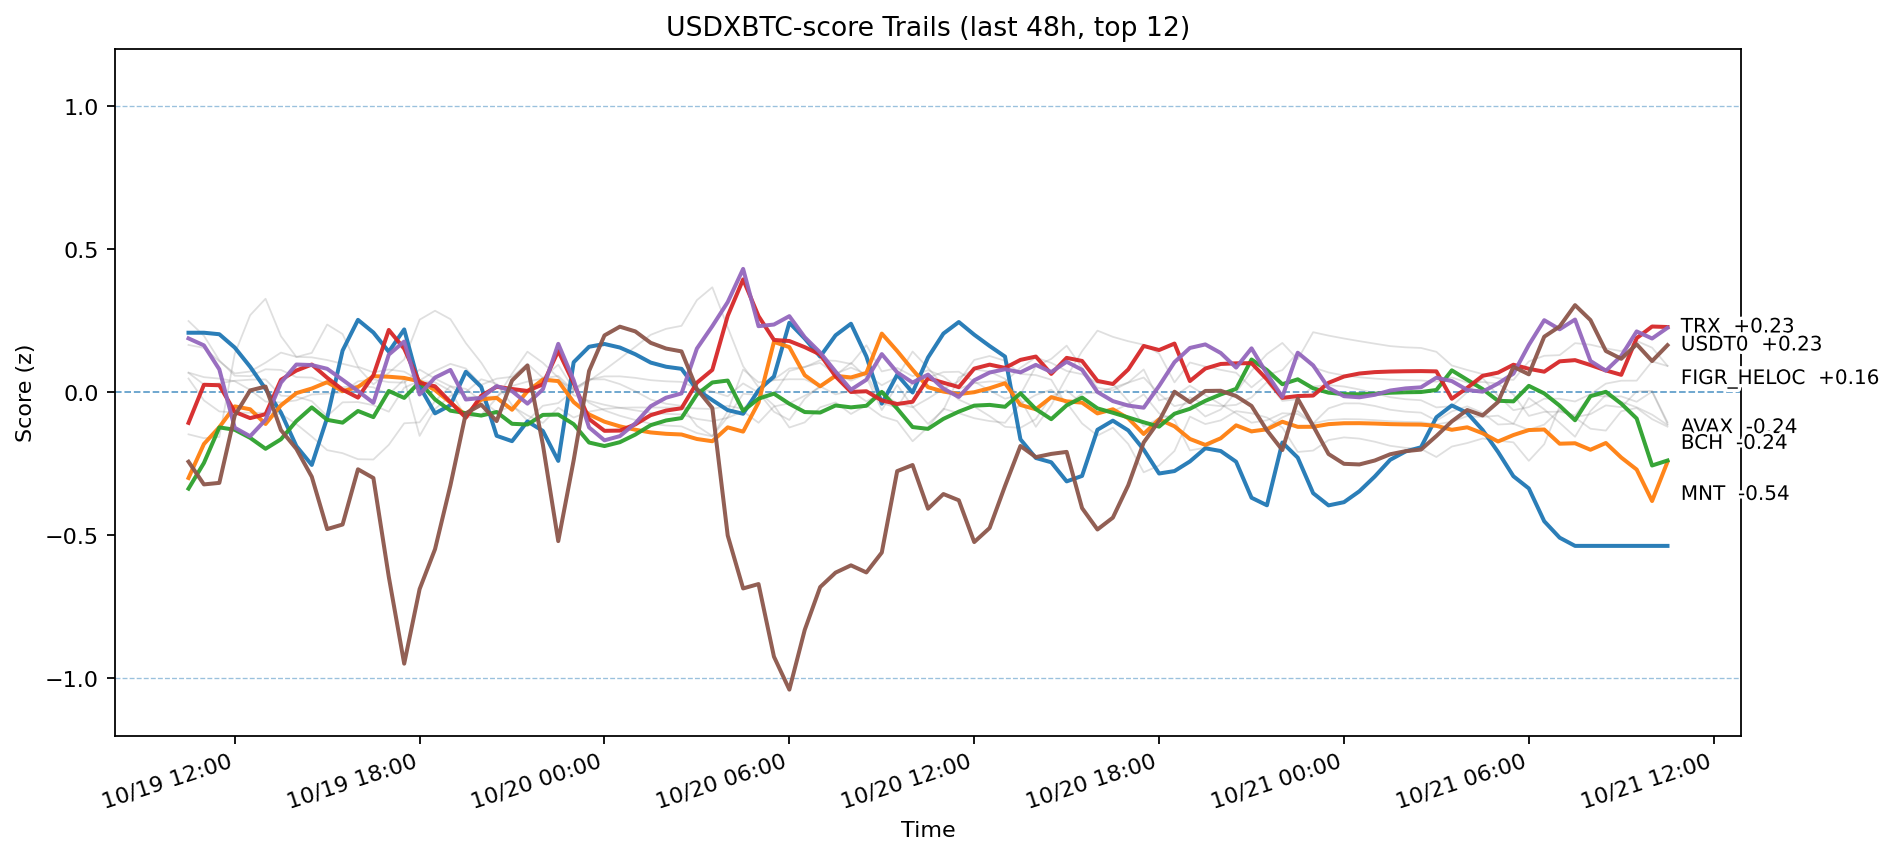 USDXBTC-score Trails (last 48h, top 12)
Score (z)
1.0
0.5
0.0
−0.5
−1.0
TRX +0.23
USDT0 +0.23
FIGR_HELOC +0.16
AVAX -0.24
BCH -0.24
MNT -0.54
10/19 12:00
10/19 18:00
10/20 00:00
10/20 06:00
10/20 12:00
10/20 18:00
10/21 00:00
10/21 06:00
10/21 12:00
Time